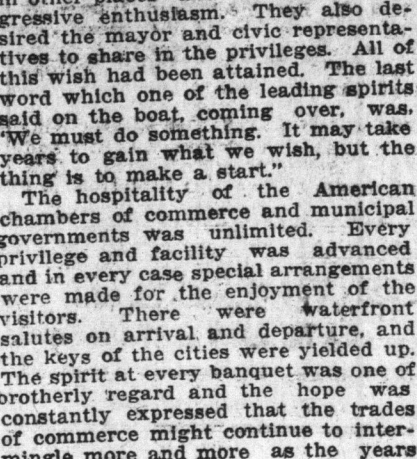 gressive enthusiasm. They also de-
sired the mayor and civic representa-
tives to share in the privileges. All of
this wish had been attained. The last
word which one of the leading spirits
said on the boat, coming over, was,
'We must do something. It may take
years to gain what we wish, but the
thing is to make a start."
The hospitality of the American
chambers of commerce and municipal
governments was unlimited. Every
privilege and facility was advanced
and in every case special arrangements
were made for the enjoyment of the
visitors. There were waterfront
salutes on arrival and departure, and
the keys of the cities were yielded up.
The spirit at every banquet was one of
brotherly regard and the hope was
constantly expressed that the trades
of commerce might continue to inter-
mingle more and more as the years